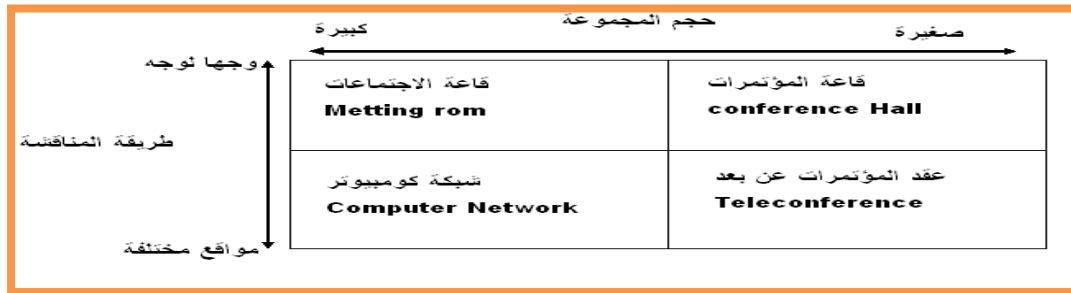 حجم المجموعة
صغيرة
كبيرة
وجها لوجه
قاعة المؤتمرات
conference Hall
قاعة الاجتماعات
Metting rom
طريقة المناقشة
عقد المؤتمرات عن بعد
Teleconference
شبكة كومبيوتر
Computer Network
مواقع مختلفة